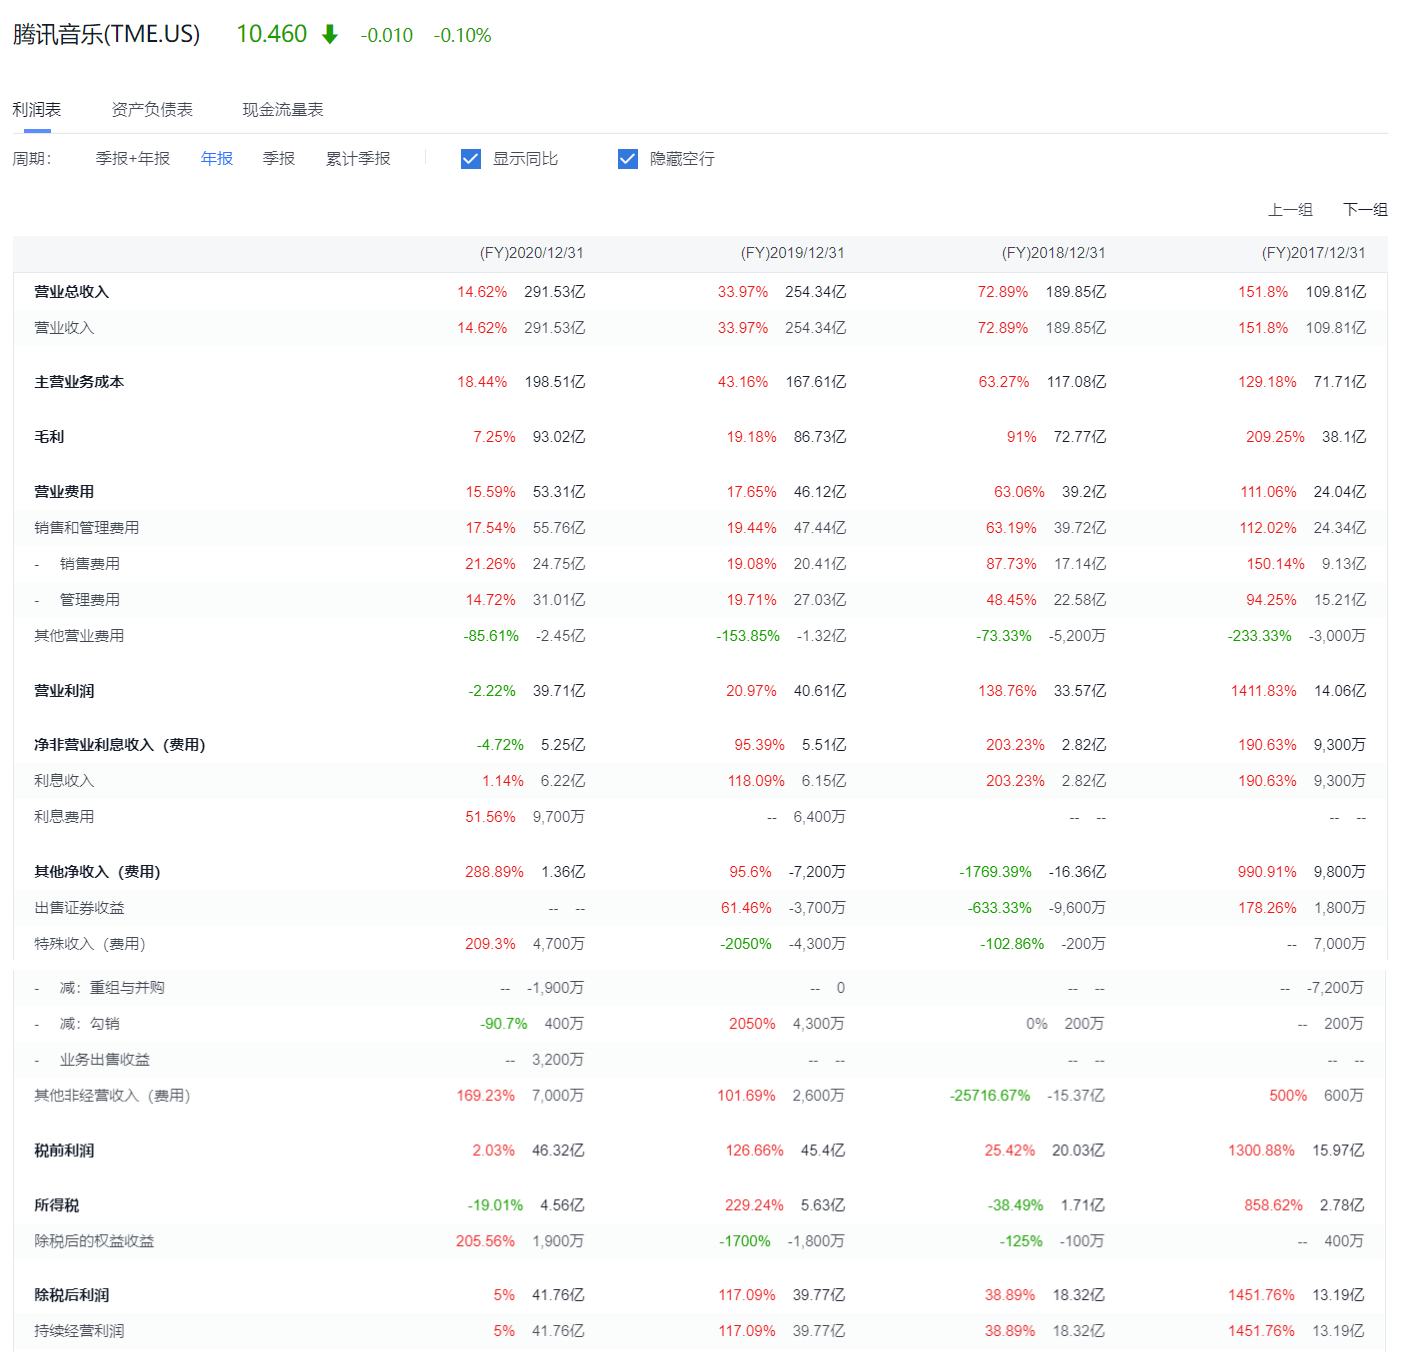 腾讯音乐(TME.US) 10.460 -0.010 -0.10%
利润表 资产负债表 现金流量表
周期： 季报+年报 年报 季报 累计季报 显示同比 隐藏空行
上一组 下一组
(FY)2020/12/31 (FY)2019/12/31 (FY)2018/12/31 (FY)2017/12/31
营业总收入 14.62% 291.53亿 33.97% 254.34亿 72.89% 189.85亿 151.8% 109.81亿
营业收入 14.62% 291.53亿 33.97% 254.34亿 72.89% 189.85亿 151.8% 109.81亿
主营业务成本 18.44% 198.51亿 43.16% 167.61亿 63.27% 117.08亿 129.18% 71.71亿
毛利 7.25% 93.02亿 19.18% 86.73亿 91% 72.77亿 209.25% 38.1亿
营业费用 15.59% 53.31亿 17.65% 46.12亿 63.06% 39.2亿 111.06% 24.04亿
销售和管理费用 17.54% 55.76亿 19.44% 47.44亿 63.19% 39.72亿 112.02% 24.34亿
- 销售费用 21.26% 24.75亿 19.08% 20.41亿 87.73% 17.14亿 150.14% 9.13亿
- 管理费用 14.72% 31.01亿 19.71% 27.03亿 48.45% 22.58亿 94.25% 15.21亿
其他营业费用 -85.61% -2.45亿 -153.85% -1.32亿 -73.33% -5,200万 -233.33% -3,000万
营业利润 -2.22% 39.71亿 20.97% 40.61亿 138.76% 33.57亿 1411.83% 14.06亿
净非营业利息收入（费用） -4.72% 5.25亿 95.39% 5.51亿 203.23% 2.82亿 190.63% 9,300万
利息收入 1.14% 6.22亿 118.09% 6.15亿 203.23% 2.82亿 190.63% 9,300万
利息费用 51.56% 9,700万 -- 6,400万 -- -- -- --
其他净收入（费用） 288.89% 1.36亿 95.6% -7,200万 -1769.39% -16.36亿 990.91% 9,800万
出售证券收益 -- -- 61.46% -3,700万 -633.33% -9,600万 178.26% 1,800万
特殊收入（费用） 209.3% 4,700万 -2050% -4,300万 -102.86% -200万 -- 7,000万
- 减：重组与并购 -- -1,900万 -- 0 -- -- -- -7,200万
- 减：勾销 -90.7% 400万 2050% 4,300万 0% 200万 -- 200万
- 业务出售收益 -- 3,200万 -- -- -- -- -- --
其他非经营收入（费用） 169.23% 7,000万 101.69% 2,600万 -25716.67% -15.37亿 500% 600万
税前利润 2.03% 46.32亿 126.66% 45.4亿 25.42% 20.03亿 1300.88% 15.97亿
所得税 -19.01% 4.56亿 229.24% 5.63亿 -38.49% 1.71亿 858.62% 2.78亿
除税后的权益收益 205.56% 1,900万 -1700% -1,800万 -125% -100万 -- 400万
除税后利润 5% 41.76亿 117.09% 39.77亿 38.89% 18.32亿 1451.76% 13.19亿
持续经营利润 5% 41.76亿 117.09% 39.77亿 38.89% 18.32亿 1451.76% 13.19亿